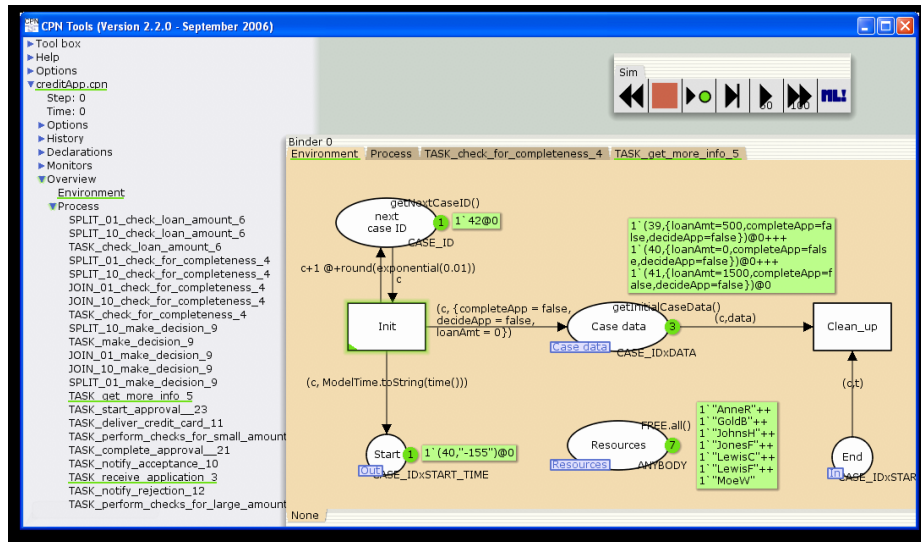 CPN Tools (Version 2.2.0 - September 2006)
Tool box
Help
Options
creditApp.cpn
Step: 0
Time: 0
Options
History
Declarations
Monitors
Overview
Environment
Process
SPLIT_01_check_loan_amount_6
SPLIT_10_check_loan_amount_6
TASK_check_loan_amount_6
SPLIT_01_check_for_completeness_4
SPLIT_10_check_for_completeness_4
JOIN_01_check_for_completeness_4
JOIN_10_check_for_completeness_4
TASK_check_for_completeness_4
SPLIT_10_make_decision_9
TASK_make_decision_9
JOIN_01_make_decision_9
JOIN_10_make_decision_9
SPLIT_01_make_decision_9
TASK_get_more_info_5
TASK_start_approval__23
TASK_deliver_credit_card_11
TASK_perform_checks_for_small_amount
TASK_complete_approval__21
TASK_notify_acceptance_10
TASK_receive_application_3
TASK_notify_rejection_12
TASK_perform_checks_for_large_amount
Sim
50
100
ML!
Binder 0
Environment Process TASK_check_for_completeness_4 TASK_get_more_info_5
getNextCaseID()
next
case ID
1
1`42@0
CASE_ID
c+1 @+round(exponential(0.01))
c
Init
(c, {completeApp = false,
decideApp = false,
loanAmt = 0})
1`(39,{loanAmt=500,completeApp=fa
lse,decideApp=false})@0+++
1`(40,{loanAmt=0,completeApp=fals
e,decideApp=false})@0+++
1`(41,{loanAmt=1500,completeApp=f
alse,decideApp=false})@0
getInitialCaseData()
Case data
3
Case data
CASE_IDxDATA
(c,data)
Clean_up
(c, ModelTime.toString(time()))
Start
1
1`(40,"-155")@0
Out
CASE_IDxSTART_TIME
FREE.all()
Resources
7
Resources
ANYBODY
1`"AnneR"++
1`"GoldB"++
1`"JohnsH"++
1`"JonesF"++
1`"LewisC"++
1`"LewisF"++
1`"MoeW"
(c,t)
End
In
CASE_IDxSTAR
None